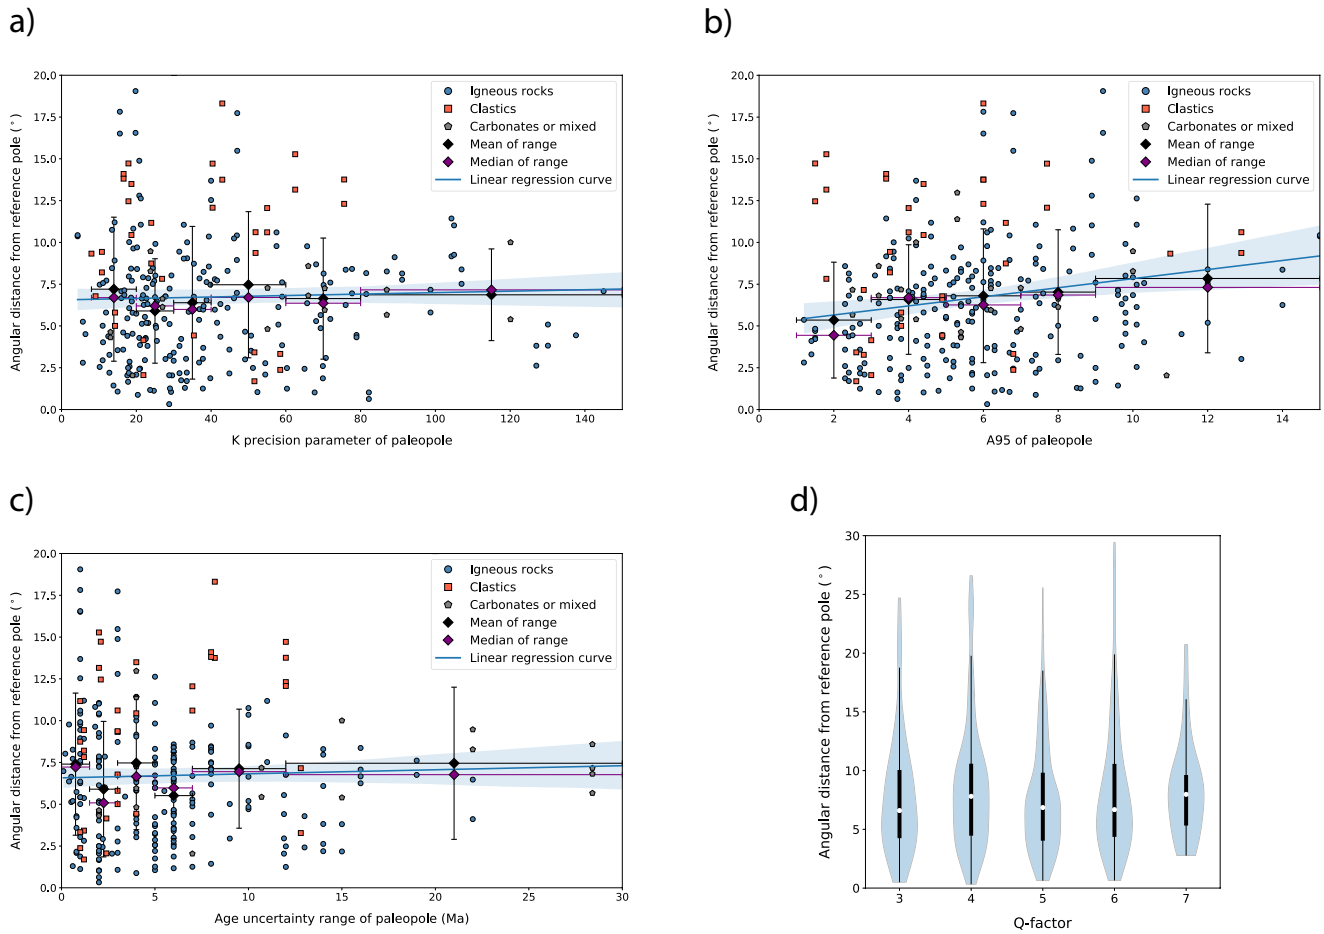 a)
20.0
17.5
15.0
12.5
10.0
7.5
5.0
2.5
0.0
Angular distance from reference pole (°)
Igneous rocks
Clastics
Carbonates or mixed
Mean of range
Median of range
Linear regression curve
0 20 40 60 80 100 120 140
K precision parameter of paleopole
b)
20.0
17.5
15.0
12.5
10.0
7.5
5.0
2.5
0.0
Angular distance from reference pole (°)
Igneous rocks
Clastics
Carbonates or mixed
Mean of range
Median of range
Linear regression curve
2 4 6 8 10 12 14
A95 of paleopole
c)
20.0
17.5
15.0
12.5
10.0
7.5
5.0
2.5
0.0
Angular distance from reference pole (°)
Igneous rocks
Clastics
Carbonates or mixed
Mean of range
Median of range
Linear regression curve
0 5 10 15 20 25 30
Age uncertainty range of paleopole (Ma)
d)
30
25
20
15
10
5
0
Angular distance from reference pole (°)
3 4 5 6 7
Q-factor